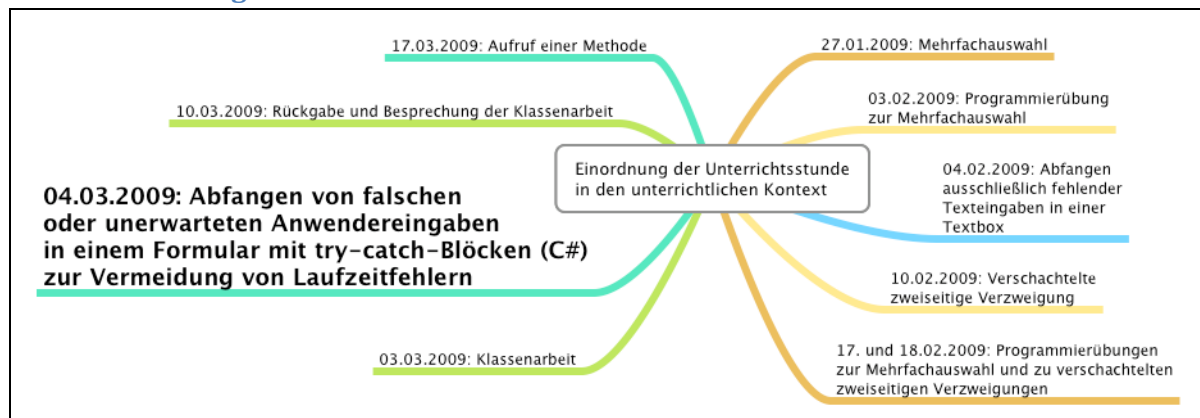 Einordnung der Unterrichtsstunde
in den unterrichtlichen Kontext
27.01.2009: Mehrfachauswahl
03.02.2009: Programmierübung
zur Mehrfachauswahl
04.02.2009: Abfangen
ausschließlich fehlender
Texteingaben in einer
Textbox
10.02.2009: Verschachtelte
zweiseitige Verzweigung
17. und 18.02.2009: Programmierübungen
zur Mehrfachauswahl und zu verschachtelten
zweiseitigen Verzweigungen
03.03.2009: Klassenarbeit
04.03.2009: Abfangen von falschen
oder unerwarteten Anwendereingaben
in einem Formular mit try-catch-Blöcken (C#)
zur Vermeidung von Laufzeitfehlern
10.03.2009: Rückgabe und Besprechung der Klassenarbeit
17.03.2009: Aufruf einer Methode